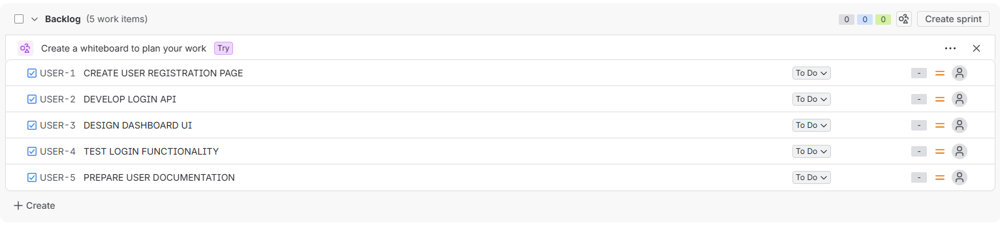 Backlog (5 work items) 0 0 0 Create sprint
Create a whiteboard to plan your work Try
USER-1 CREATE USER REGISTRATION PAGE To Do -
USER-2 DEVELOP LOGIN API To Do -
USER-3 DESIGN DASHBOARD UI To Do -
USER-4 TEST LOGIN FUNCTIONALITY To Do -
USER-5 PREPARE USER DOCUMENTATION To Do -
+ Create